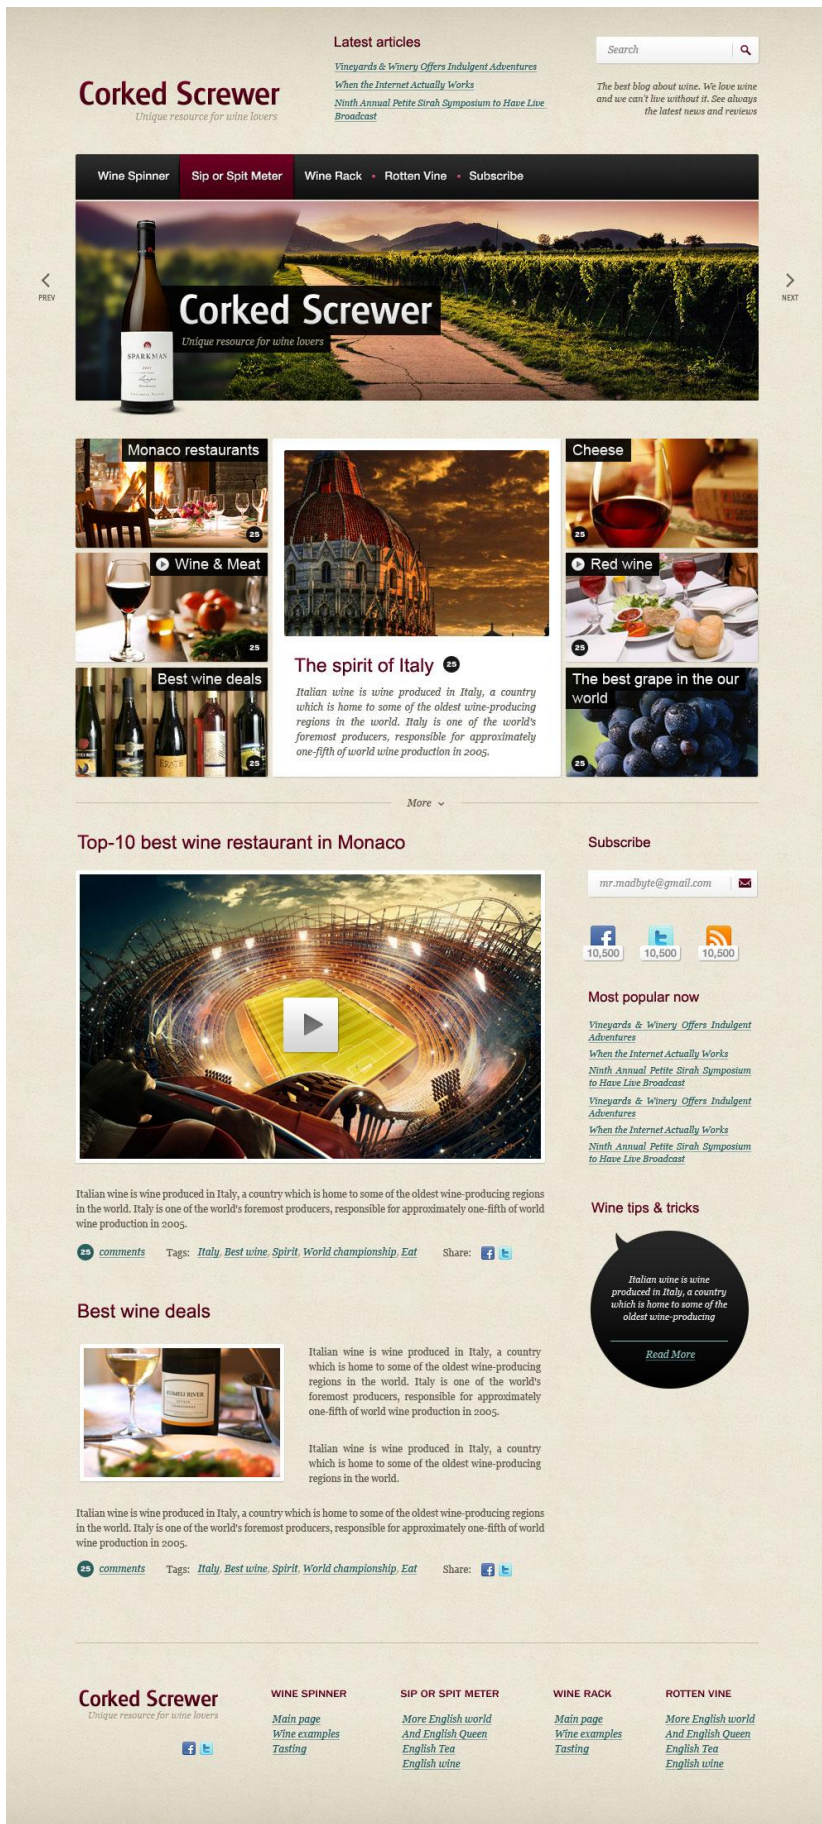 Latest articles
Vineyards & Winery Offers Indulgent Adventures
When the Internet Actually Works
Ninth Annual Petite Sirah Symposium to Have Live
Broadcast
Search
The best blog about wine. We love wine
and we can't live without it. See always
the latest news and reviews
Corked Screwer
Unique resource for wine lovers
Wine Spinner
Sip or Spit Meter
Wine Rack
Rotten Vine
Subscribe
PREV
NEXT
Corked Screwer
Unique resource for wine lovers
SPARKMAN
Monaco restaurants
25
Wine & Meat
25
Best wine deals
25
The spirit of Italy 25
Italian wine is wine produced in Italy, a country
which is home to some of the oldest wine-producing
regions in the world. Italy is one of the world's
foremost producers, responsible for approximately
one-fifth of world wine production in 2005.
Cheese
25
Red wine
25
The best grape in the our
world
25
More
Top-10 best wine restaurant in Monaco
Italian wine is wine produced in Italy, a country which is home to some of the oldest wine-producing regions
in the world. Italy is one of the world's foremost producers, responsible for approximately one-fifth of world
wine production in 2005.
25 comments Tags: Italy, Best wine, Spirit, World championship, Eat Share:
Best wine deals
KUMEU RIVER
Italian wine is wine produced in Italy, a country
which is home to some of the oldest wine-producing
regions in the world. Italy is one of the world's
foremost producers, responsible for approximately
one-fifth of world wine production in 2005.
Italian wine is wine produced in Italy, a country
which is home to some of the oldest wine-producing
regions in the world.
Italian wine is wine produced in Italy, a country which is home to some of the oldest wine-producing regions
in the world. Italy is one of the world's foremost producers, responsible for approximately one-fifth of world
wine production in 2005.
25 comments Tags: Italy, Best wine, Spirit, World championship, Eat Share:
Subscribe
mr.madbyte@gmail.com
10,500
10,500
10,500
Most popular now
Vineyards & Winery Offers Indulgent
Adventures
When the Internet Actually Works
Ninth Annual Petite Sirah Symposium
to Have Live Broadcast
Vineyards & Winery Offers Indulgent
Adventures
When the Internet Actually Works
Ninth Annual Petite Sirah Symposium
to Have Live Broadcast
Wine tips & tricks
Italian wine is wine
produced in Italy, a country
which is home to some of the
oldest wine-producing
Read More
Corked Screwer
Unique resource for wine lovers
WINE SPINNER
Main page
Wine examples
Tasting
SIP OR SPIT METER
More English world
And English Queen
English Tea
English wine
WINE RACK
Main page
Wine examples
Tasting
ROTTEN VINE
More English world
And English Queen
English Tea
English wine